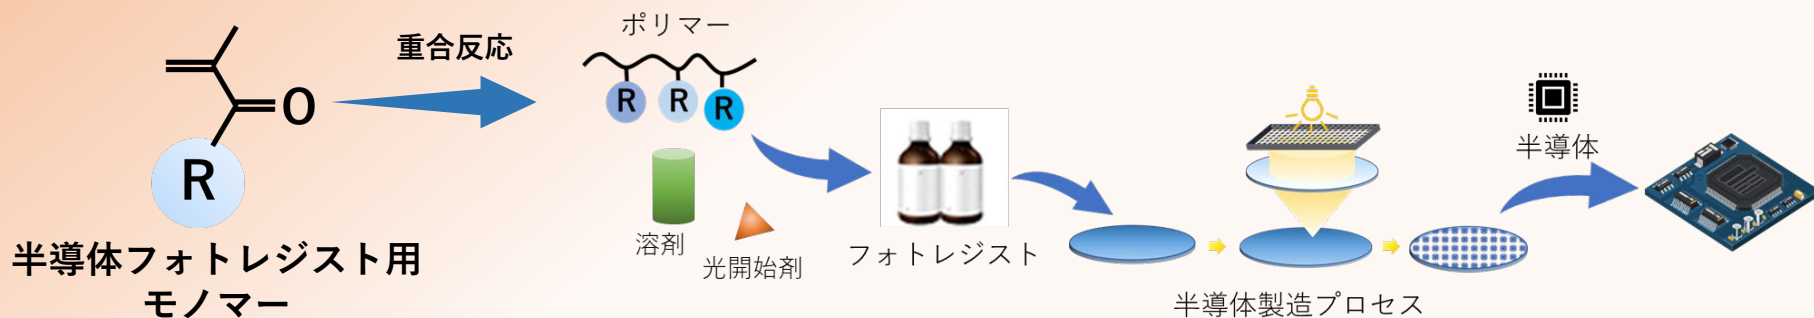 O
R
半導体フォトレジスト用
モノマー
重合反応
ポリマー
R R R
溶剤
光開始剤
フォトレジスト
半導体製造プロセス
半導体